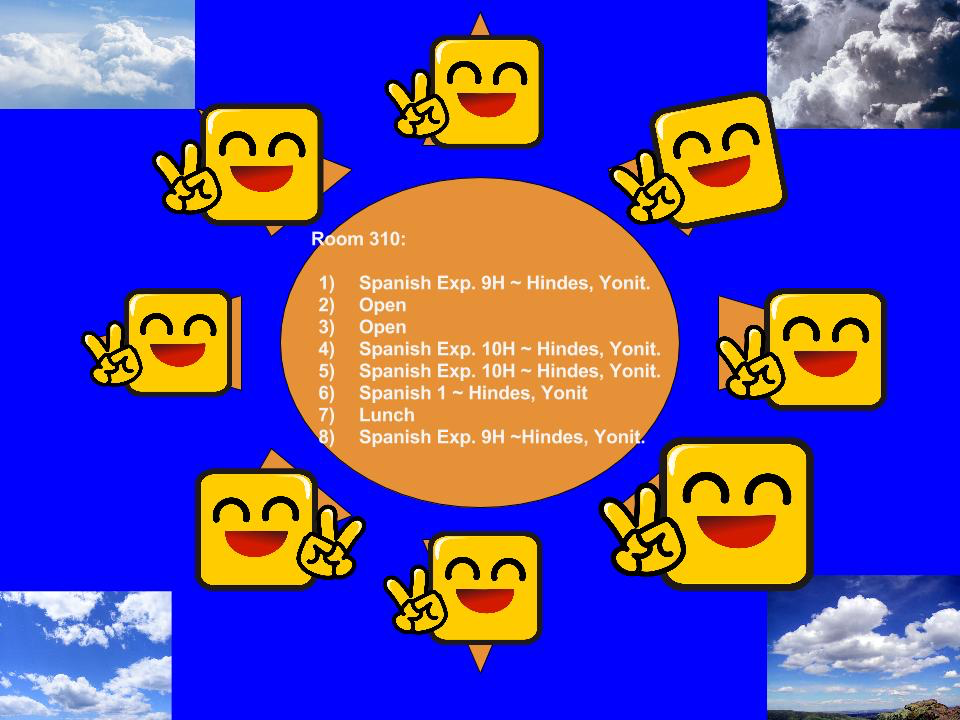 Room 310:
1) Spanish Exp. 9H ~ Hindes, Yonit.
2) Open
3) Open
4) Spanish Exp. 10H ~ Hindes, Yonit.
5) Spanish Exp. 10H ~ Hindes, Yonit.
6) Spanish 1 ~ Hindes, Yonit
7) Lunch
8) Spanish Exp. 9H ~Hindes, Yonit.